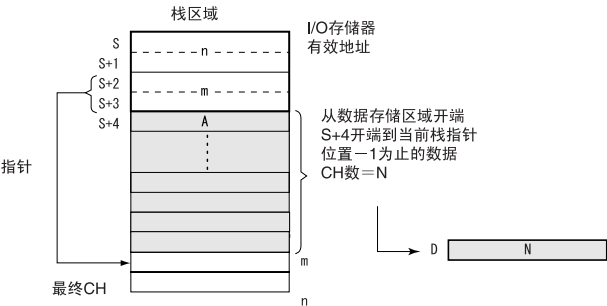 栈区域
I/O存储器
有效地址
S
n
S+1
S+2
m
S+3
S+4
A
从数据存储区域开端
S+4开端到当前栈指针
位置－1为止的数据
CH数＝N
指针
D
N
m
最终CH
n